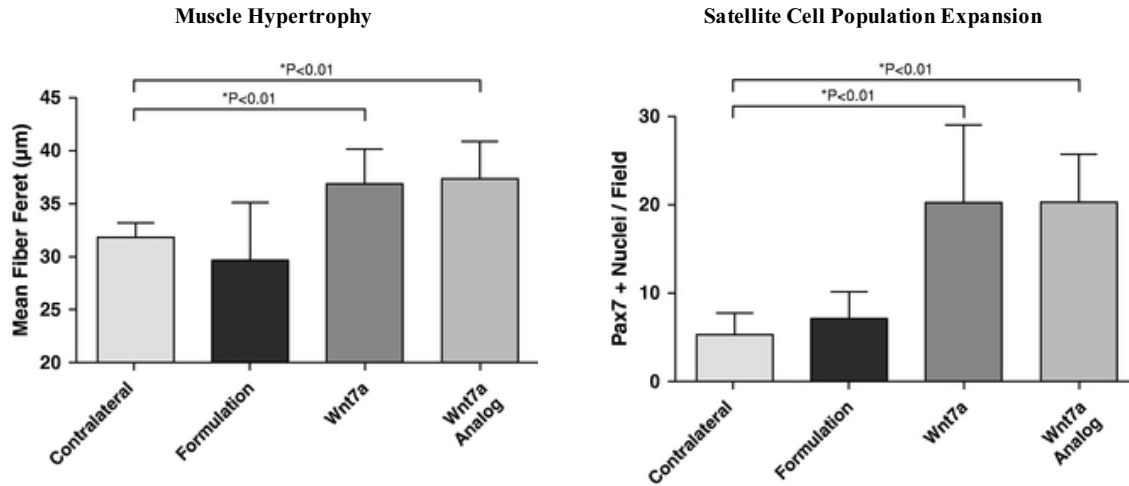 Muscle Hypertrophy
*P<0.01
*P<0.01
Mean Fiber Feret (µm)
45
40
35
30
25
20
Contralateral
Formulation
Wnt7a
Wnt7a
Analog
Satellite Cell Population Expansion
*P<0.01
*P<0.01
Pax7 + Nuclei / Field
30
20
10
0
Contralateral
Formulation
Wnt7a
Wnt7a
Analog